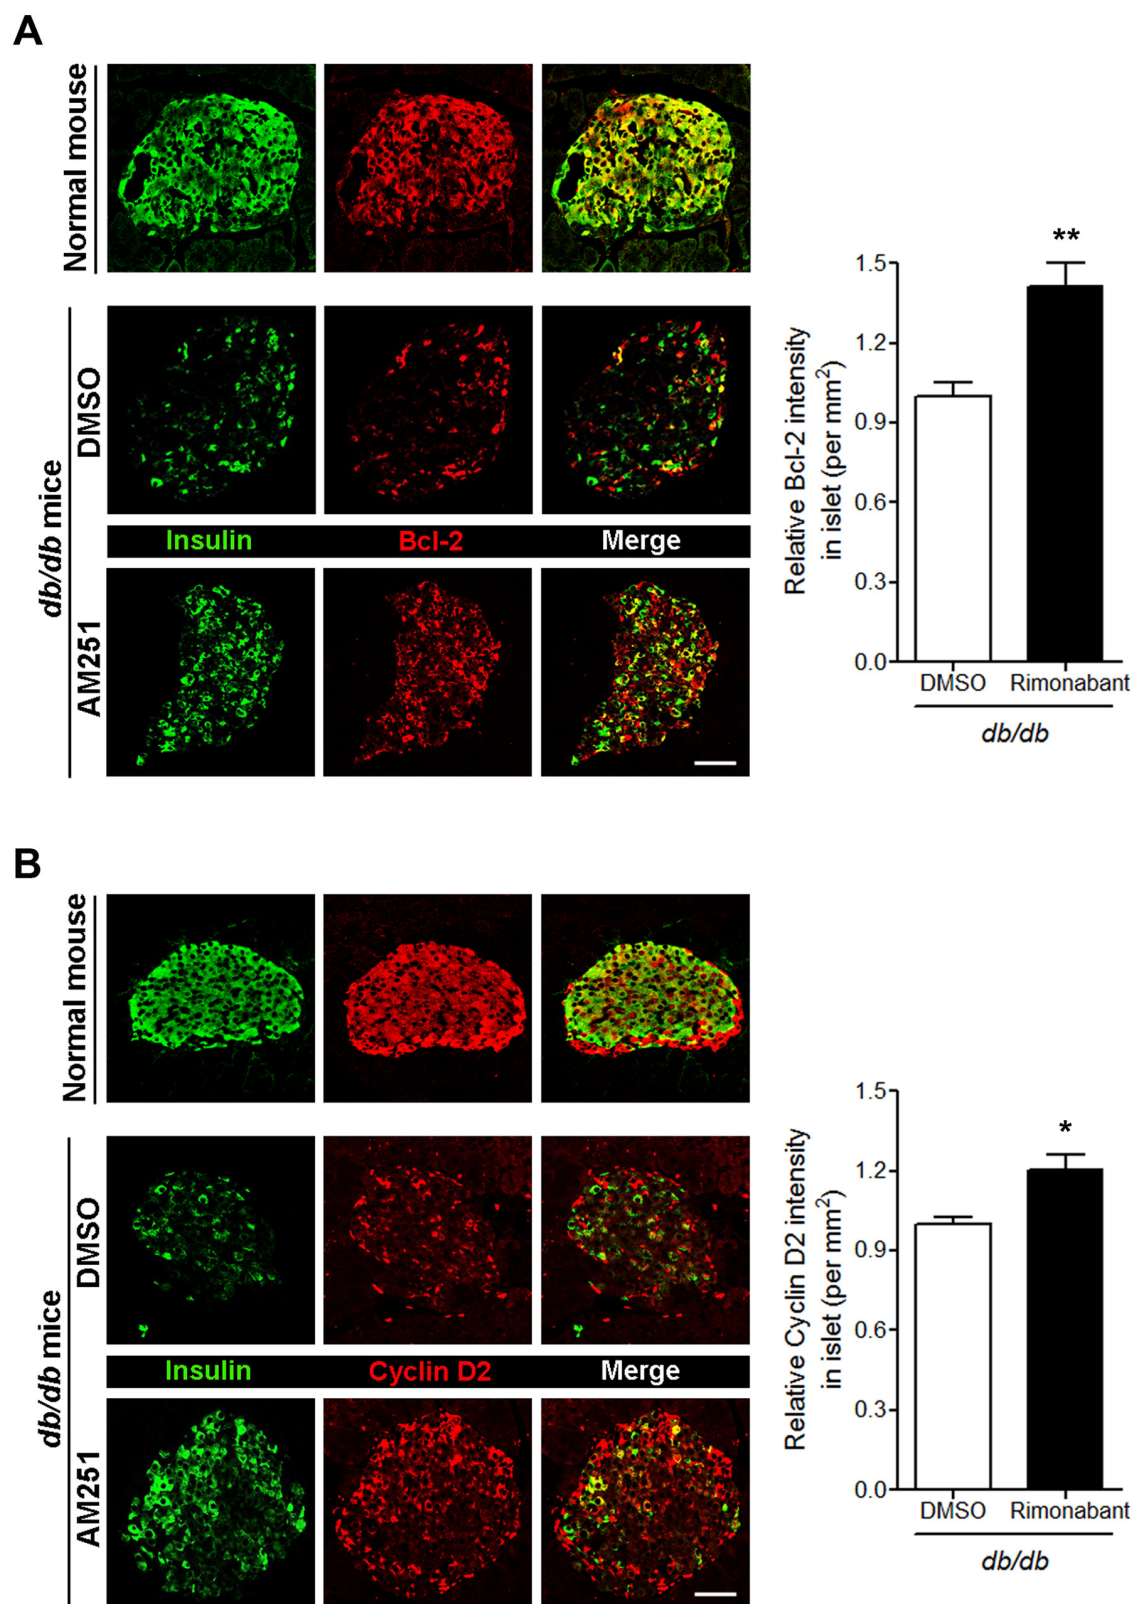 A
Normal mouse
db/db mice
DMSO
Insulin Bcl-2 Merge
AM251
Relative Bcl-2 intensity
in islet (per mm²)
**
1.5
1.2
0.9
0.6
0.3
0.0
DMSO Rimonabant
db/db
B
Normal mouse
db/db mice
DMSO
Insulin Cyclin D2 Merge
AM251
Relative Cyclin D2 intensity
in islet (per mm²)
1.5
*
1.2
0.9
0.6
0.3
0.0
DMSO Rimonabant
db/db